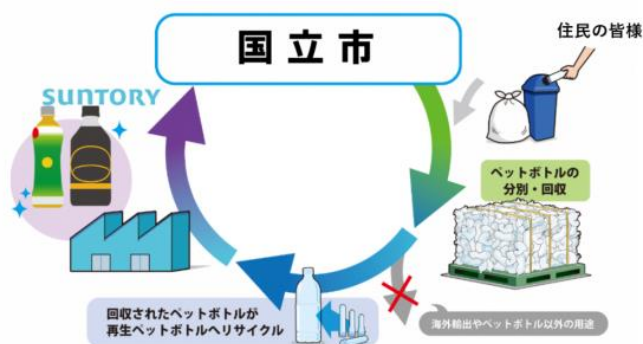 国立市
住民の皆様
SUNTORY
ペットボトルの
分別・回収
回収されたペットボトルが
再生ペットボトルへリサイクル
海外輸出やペットボトル以外の用途